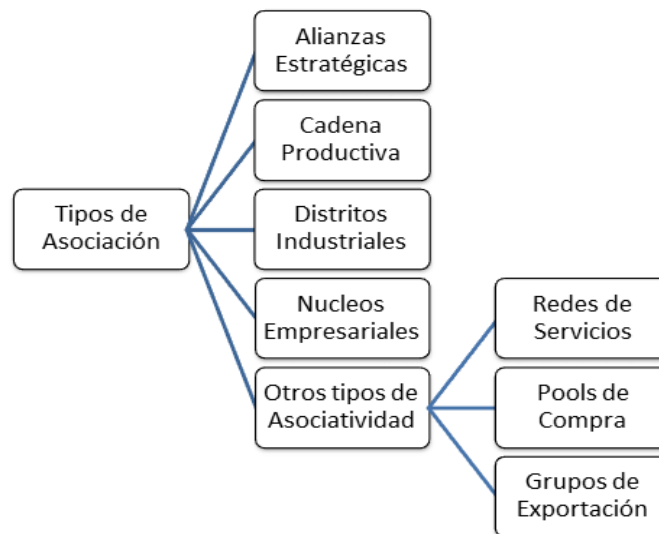 Alianzas
Estratégicas
Cadena
Productiva
Tipos de
Asociación
Distritos
Industriales
Nucleos
Empresariales
Otros tipos de
Asociatividad
Redes de
Servicios
Pools de
Compra
Grupos de
Exportación